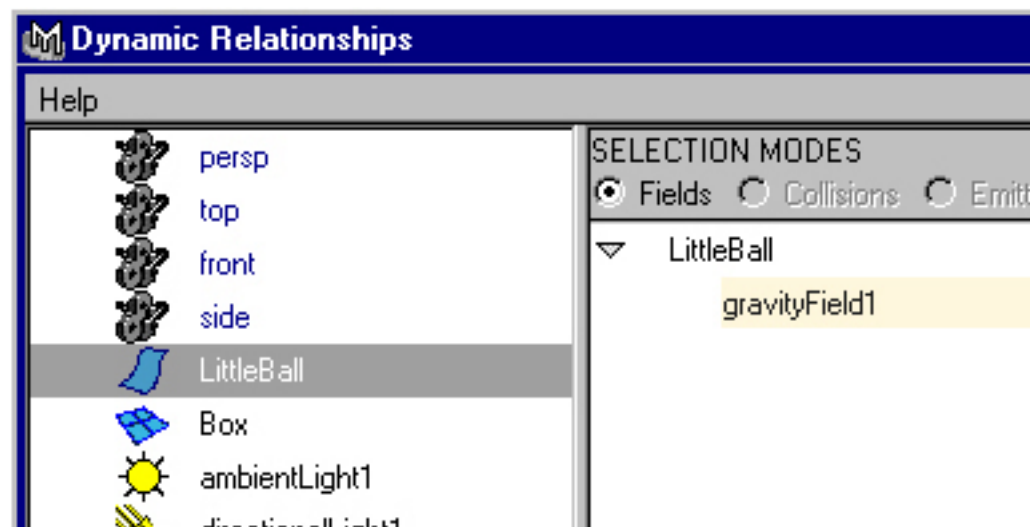 Dynamic Relationships
Help
persp
top
front
side
LittleBall
Box
ambientLight1
SELECTION MODES
Fields Collisions
LittleBall
gravityField1